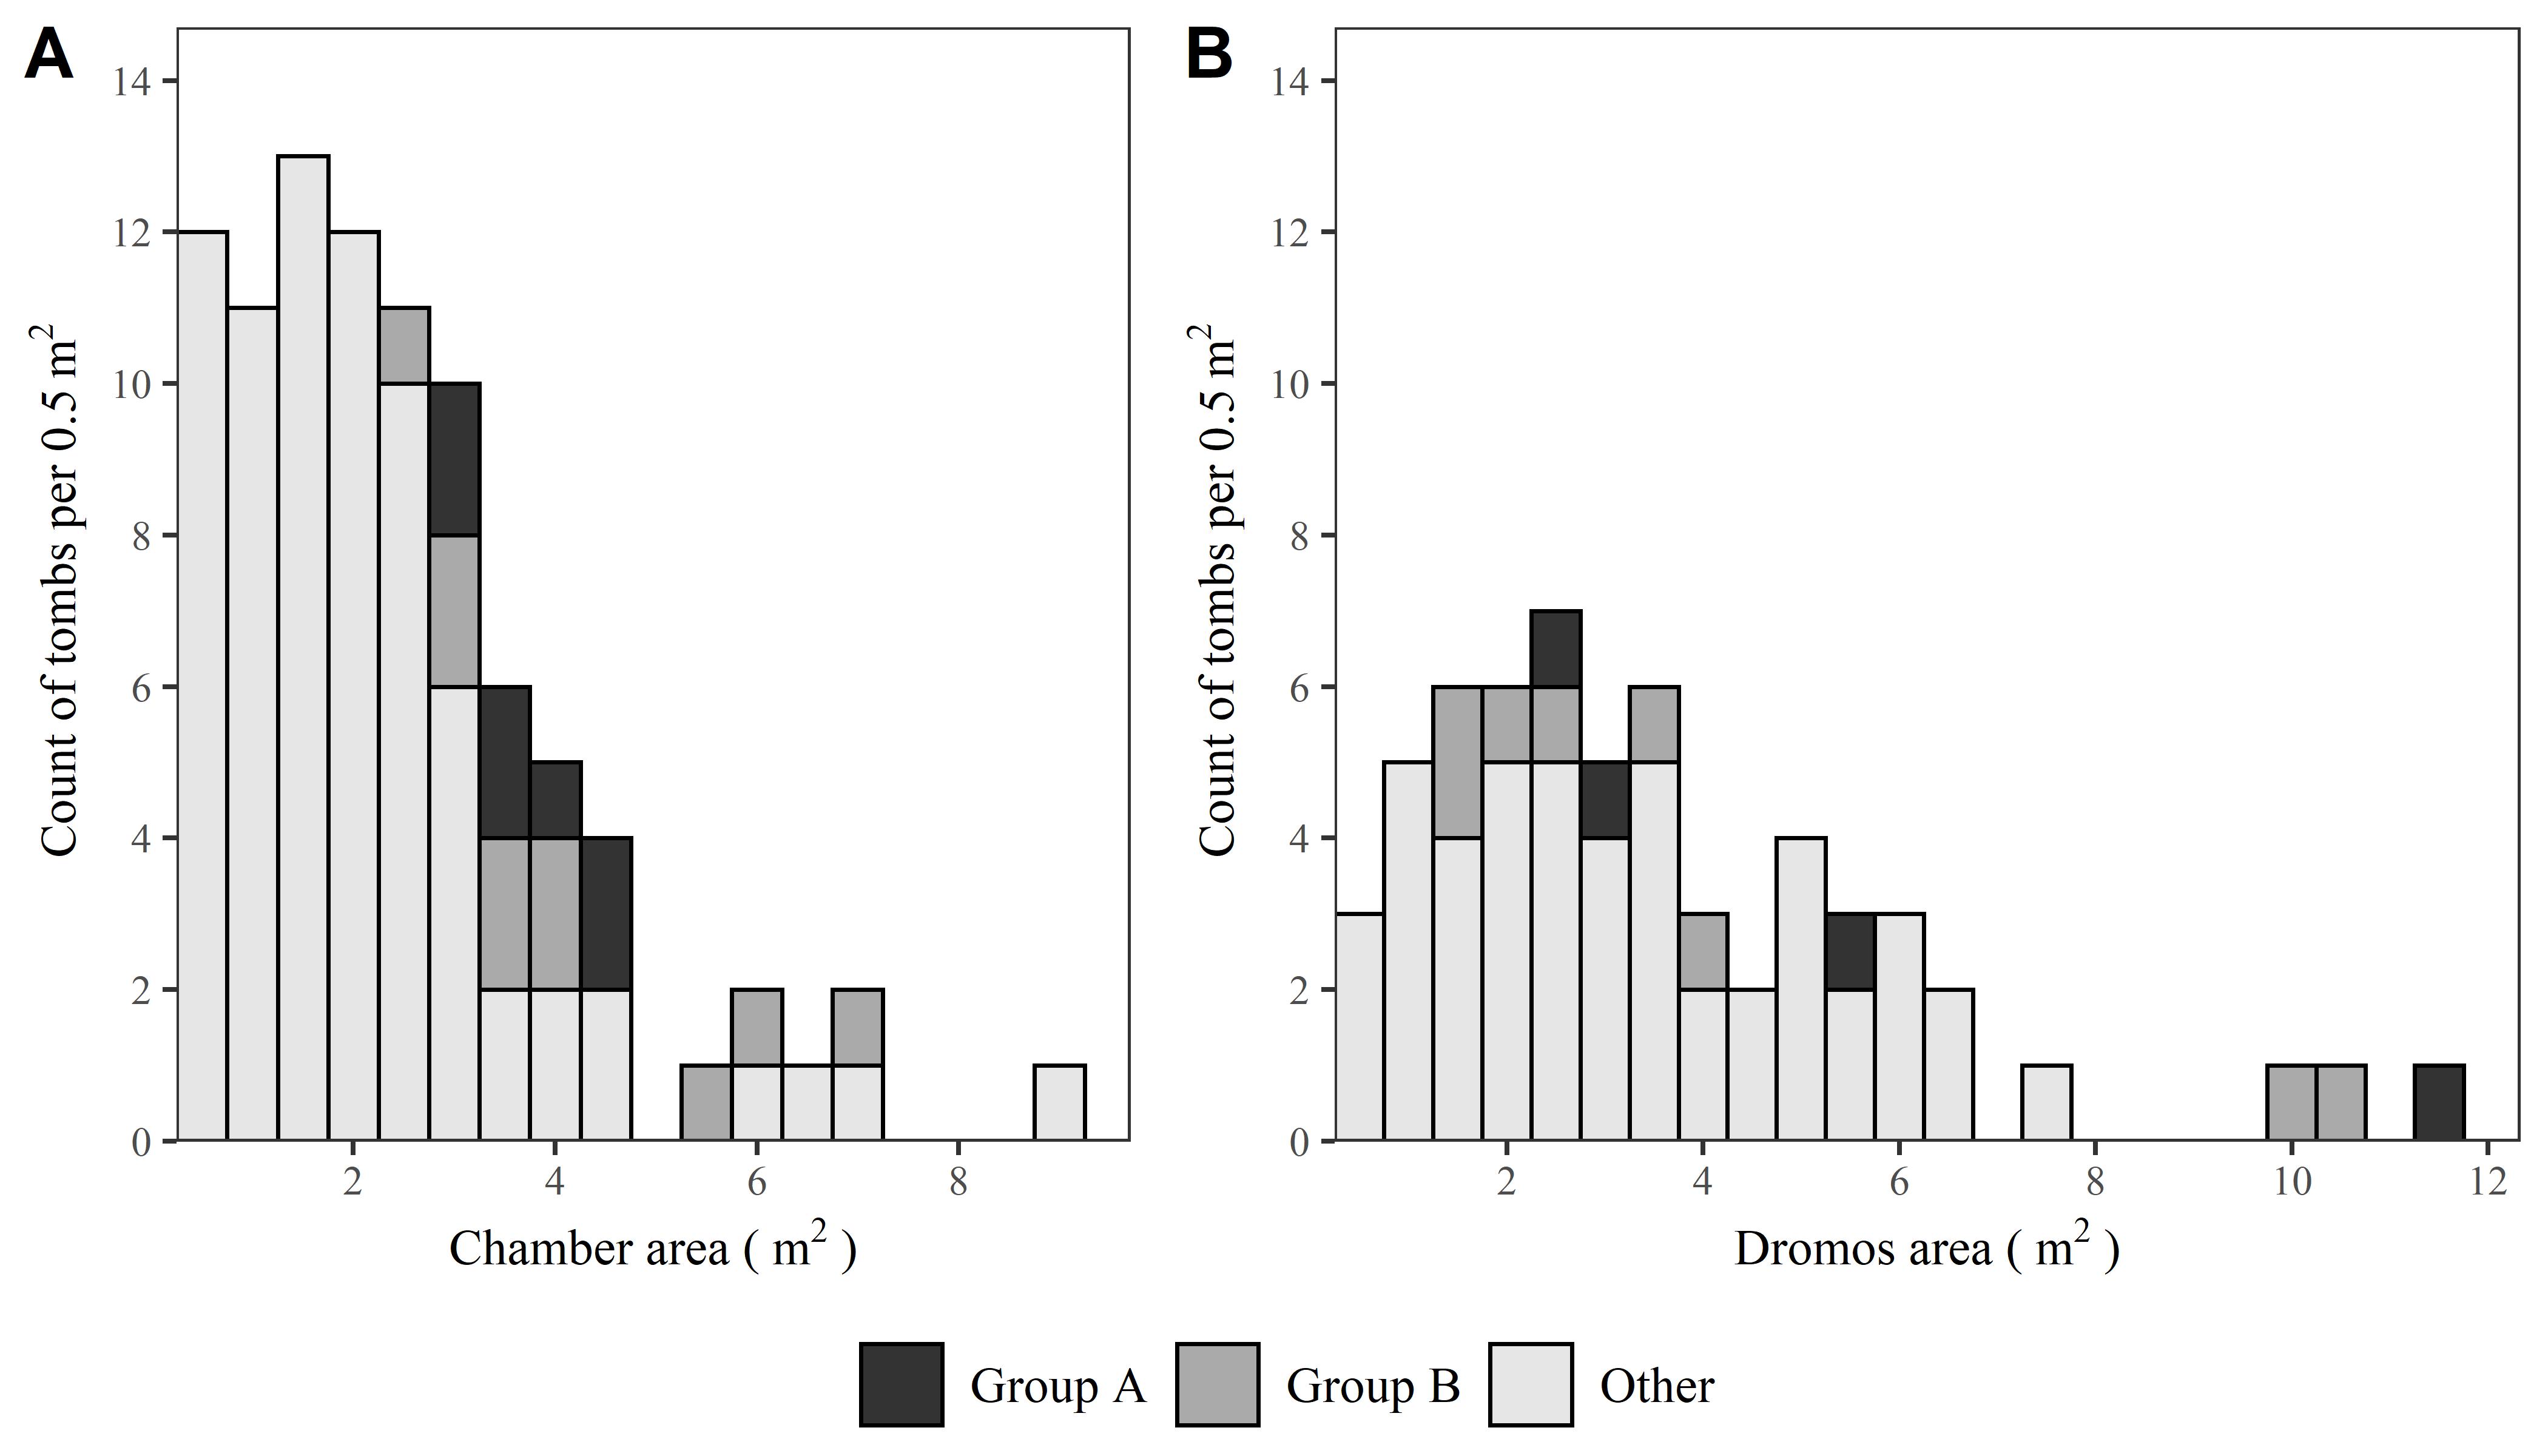 A
14
12
10
8
6
4
2
0
Count of tombs per 0.5 m²
2 4 6 8
Chamber area ( m² )
B
14
12
10
8
6
4
2
0
Count of tombs per 0.5 m²
2 4 6 8 10 12
Dromos area ( m² )
Group A Group B Other